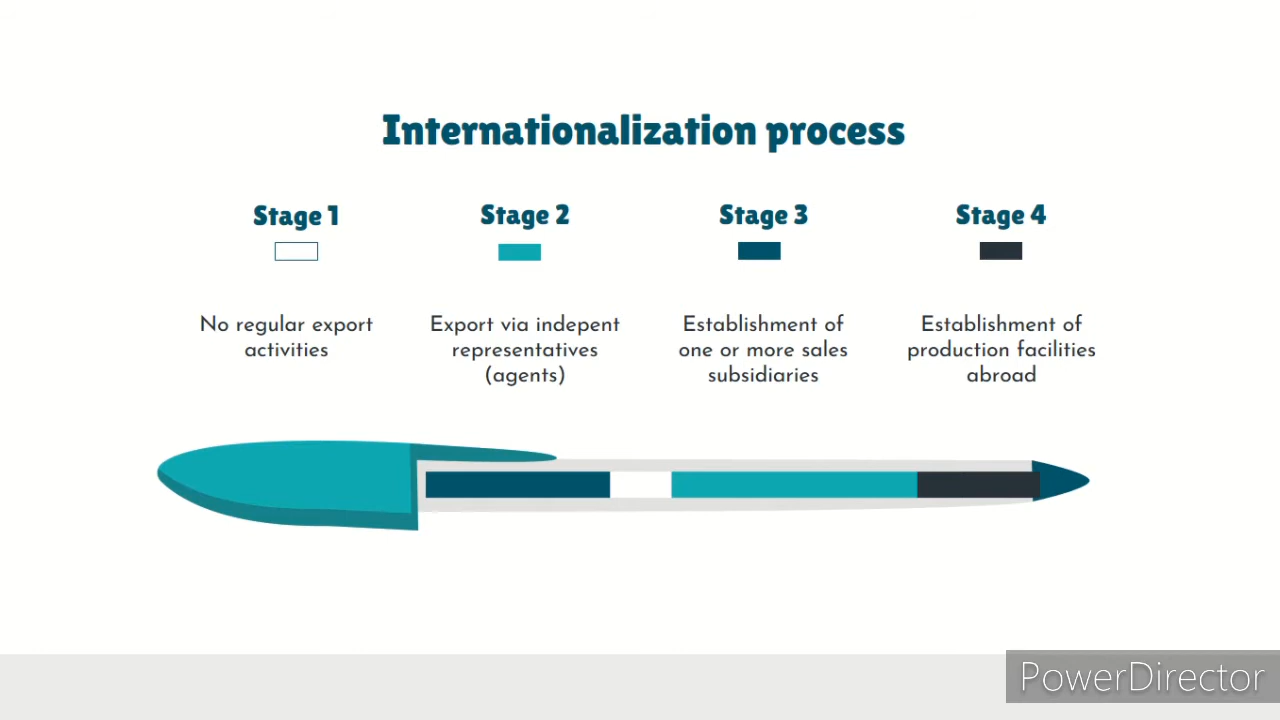 Internationalization process
Stage 1
Stage 2
Stage 3
Stage 4
No regular export
activities
Export via indepent
representatives
(agents)
Establishment of
one or more sales
subsidiaries
Establishment of
production facilities
abroad
PowerDirector